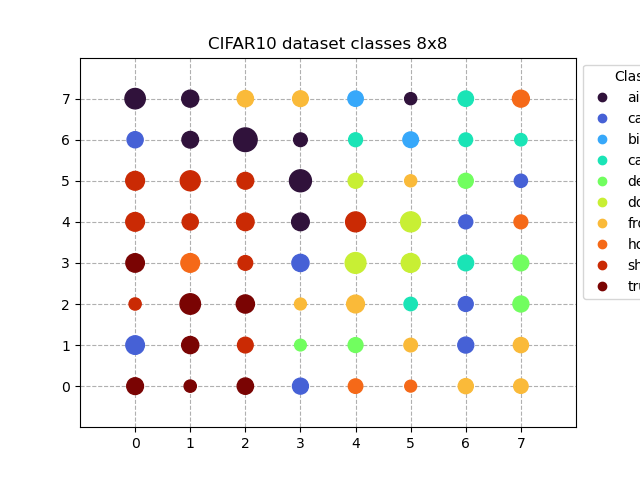 CIFAR10 dataset classes 8x8
Clas
7
ai
6
ca
bi
5
ca
de
4
do
fro
3
ho
sh
2
tru
1
0
0 1 2 3 4 5 6 7